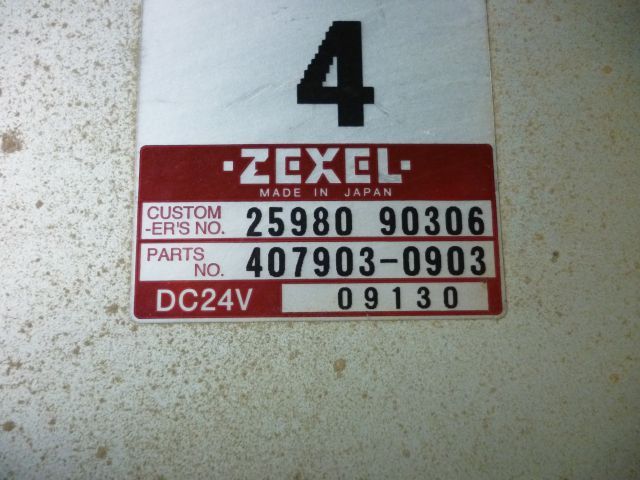 4
·ZEXEL·
MADE IN JAPAN
CUSTOM
-ER'S NO. 25980 90306
PARTS
NO. 407903-0903
DC24V 09130